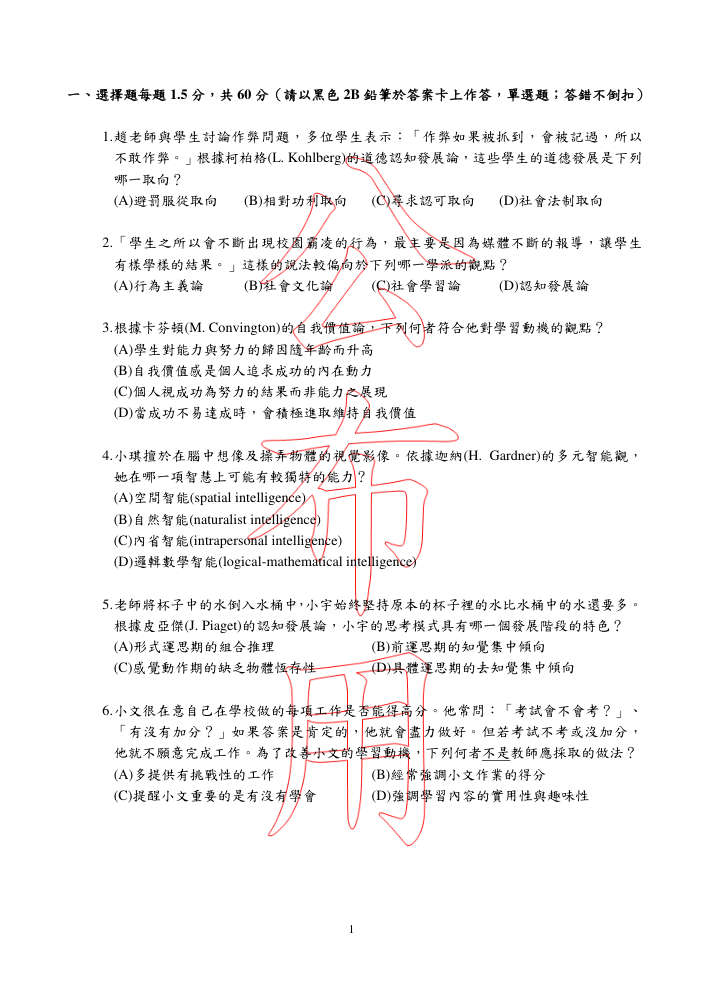 一、選擇題每題 1.5 分，共 60 分（請以黑色 2B 鉛筆於答案卡上作答，單選題；答錯不倒扣）
1.趙老師與學生討論作弊問題，多位學生表示：「作弊如果被抓到，會被記過，所以
不敢作弊。」根據柯柏格(L. Kohlberg)的道德認知發展論，這些學生的道德發展是下列
哪一取向？
(A)避罰服從取向 (B)相對功利取向 (C)尋求認可取向 (D)社會法制取向
2.「學生之所以會不斷出現校園霸凌的行為，最主要是因為媒體不斷的報導，讓學生
有樣學樣的結果。」這樣的說法較偏向於下列哪一學派的觀點？
(A)行為主義論 (B)社會文化論 (C)社會學習論 (D)認知發展論
3.根據卡芬頓(M. Convington)的自我價值論，下列何者符合他對學習動機的觀點？
(A)學生對能力與努力的歸因隨年齡而升高
(B)自我價值感是個人追求成功的內在動力
(C)個人視成功為努力的結果而非能力之展現
(D)當成功不易達成時，會積極進取維持自我價值
4.小琪擅於在腦中想像及操弄物體的視覺影像。依據迦納(H. Gardner)的多元智能觀，
她在哪一項智慧上可能有較獨特的能力？
(A)空間智能(spatial intelligence)
(B)自然智能(naturalist intelligence)
(C)內省智能(intrapersonal intelligence)
(D)邏輯數學智能(logical-mathematical intelligence)
5.老師將杯子中的水倒入水桶中，小宇始終堅持原本的杯子裡的水比水桶中的水還要多。
根據皮亞傑(J. Piaget)的認知發展論，小宇的思考模式具有哪一個發展階段的特色？
(A)形式運思期的組合推理 (B)前運思期的知覺集中傾向
(C)感覺動作期的缺乏物體恆存性 (D)具體運思期的去知覺集中傾向
6.小文很在意自己在學校做的每項工作是否能得高分。他常問：「考試會不會考？」、
「有沒有加分？」如果答案是肯定的，他就會盡力做好。但若考試不考或沒加分，
他就不願意完成工作。為了改善小文的學習動機，下列何者不是教師應採取的做法？
(A)多提供有挑戰性的工作 (B)經常強調小文作業的得分
(C)提醒小文重要的是有沒有學會 (D)強調學習內容的實用性與趣味性
公布用
1